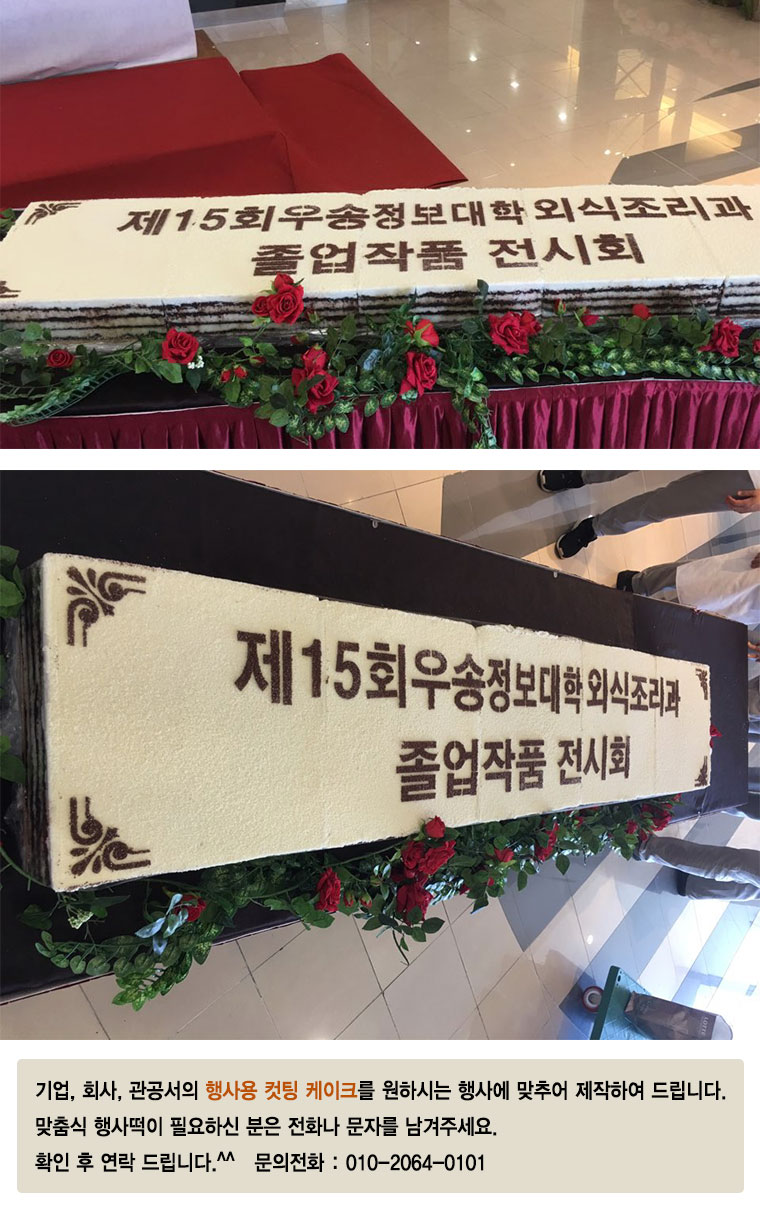 제15회우송정보대학 외식조리과
졸업작품 전시회
제15회우송정보대학 외식조리과
졸업작품 전시회
기업, 회사, 관공서의 행사용 컷팅 케이크를 원하시는 행사에 맞추어 제작하여 드립니다.
맞춤식 행사떡이 필요하신 분은 전화나 문자를 남겨주세요.
확인 후 연락 드립니다.^^ 문의전화 : 010-2064-0101